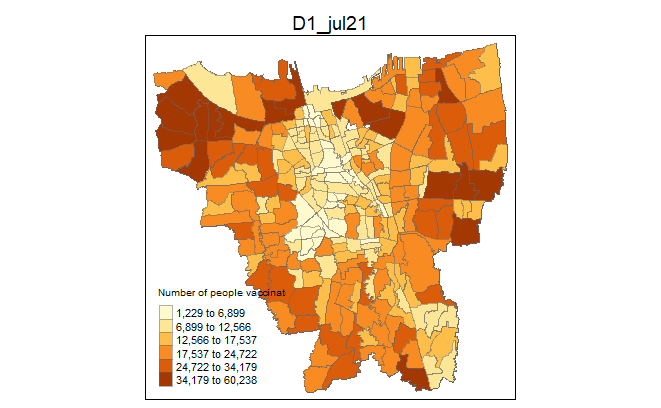 D1_jul21
Number of people vaccinat
1,229 to 6,899
6,899 to 12,566
12,566 to 17,537
17,537 to 24,722
24,722 to 34,179
34,179 to 60,238